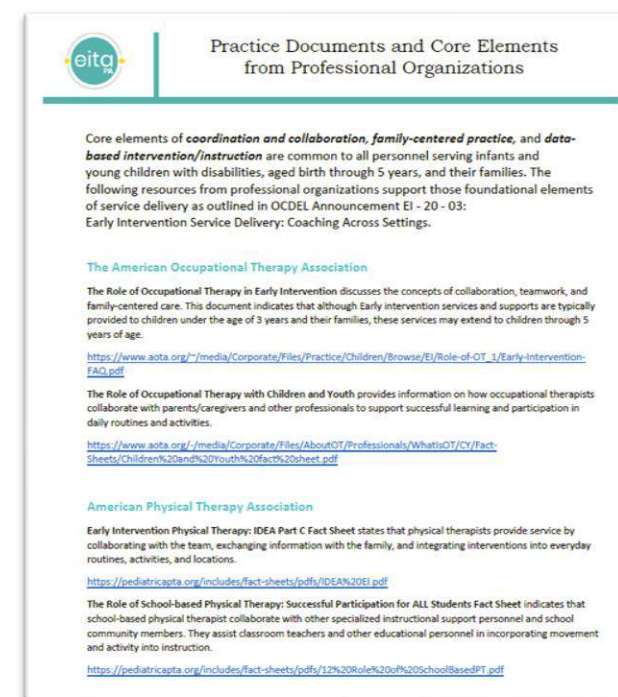 eita
PA
Practice Documents and Core Elements
from Professional Organizations
Core elements of coordination and collaboration, family-centered practice, and data-
based intervention/instruction are common to all personnel serving infants and
young children with disabilities, aged birth through 5 years, and their families. The
following resources from professional organizations support those foundational elements
of service delivery as outlined in OCDEL Announcement EI - 20 - 03:
Early Intervention Service Delivery: Coaching Across Settings.
The American Occupational Therapy Association
The Role of Occupational Therapy in Early Intervention discusses the concepts of collaboration, teamwork, and
family-centered care. This document indicates that although Early intervention services and supports are typically
provided to children under the age of 3 years and their families, these services may extend to children through 5
years of age.
https://www.aota.org/~/media/Corporate/Files/Practice/Children/Browse/EI/Role-of-OT_1/Early-Intervention-
FAQ.pdf
The Role of Occupational Therapy with Children and Youth provides information on how occupational therapists
collaborate with parents/caregivers and other professionals to support successful learning and participation in
daily routines and activities.
https://www.aota.org/-/media/Corporate/Files/AboutOT/Professionals/WhatIsOT/CY/Fact-
Sheets/Children%20and%20Youth%20fact%20sheet.pdf
American Physical Therapy Association
Early Intervention Physical Therapy: IDEA Part C Fact Sheet states that physical therapists provide service by
collaborating with the team, exchanging information with the family, and integrating interventions into everyday
routines, activities, and locations.
https://pediatricapta.org/includes/fact-sheets/pdfs/IDEA%20EI.pdf
The Role of School-based Physical Therapy: Successful Participation for ALL Students Fact Sheet indicates that
school-based physical therapist collaborate with other specialized instructional support personnel and school
community members. They assist classroom teachers and other educational personnel in incorporating movement
and activity into instruction.
https://pediatricapta.org/includes/fact-sheets/pdfs/12%20Role%20of%20SchoolBasedPT.pdf